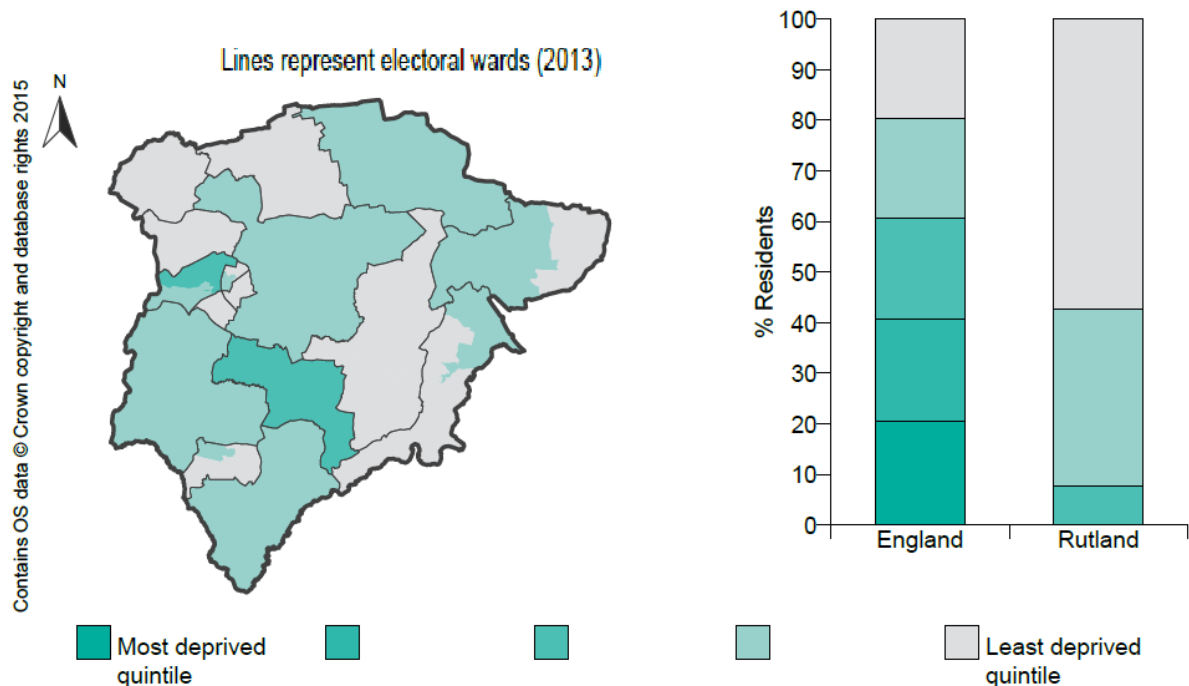 Contains OS data © Crown copyright and database rights 2015
Lines represent electoral wards (2013)
N
% Residents
100
90
80
70
60
50
40
30
20
10
0
England
Rutland
Most deprived
quintile
Least deprived
quintile